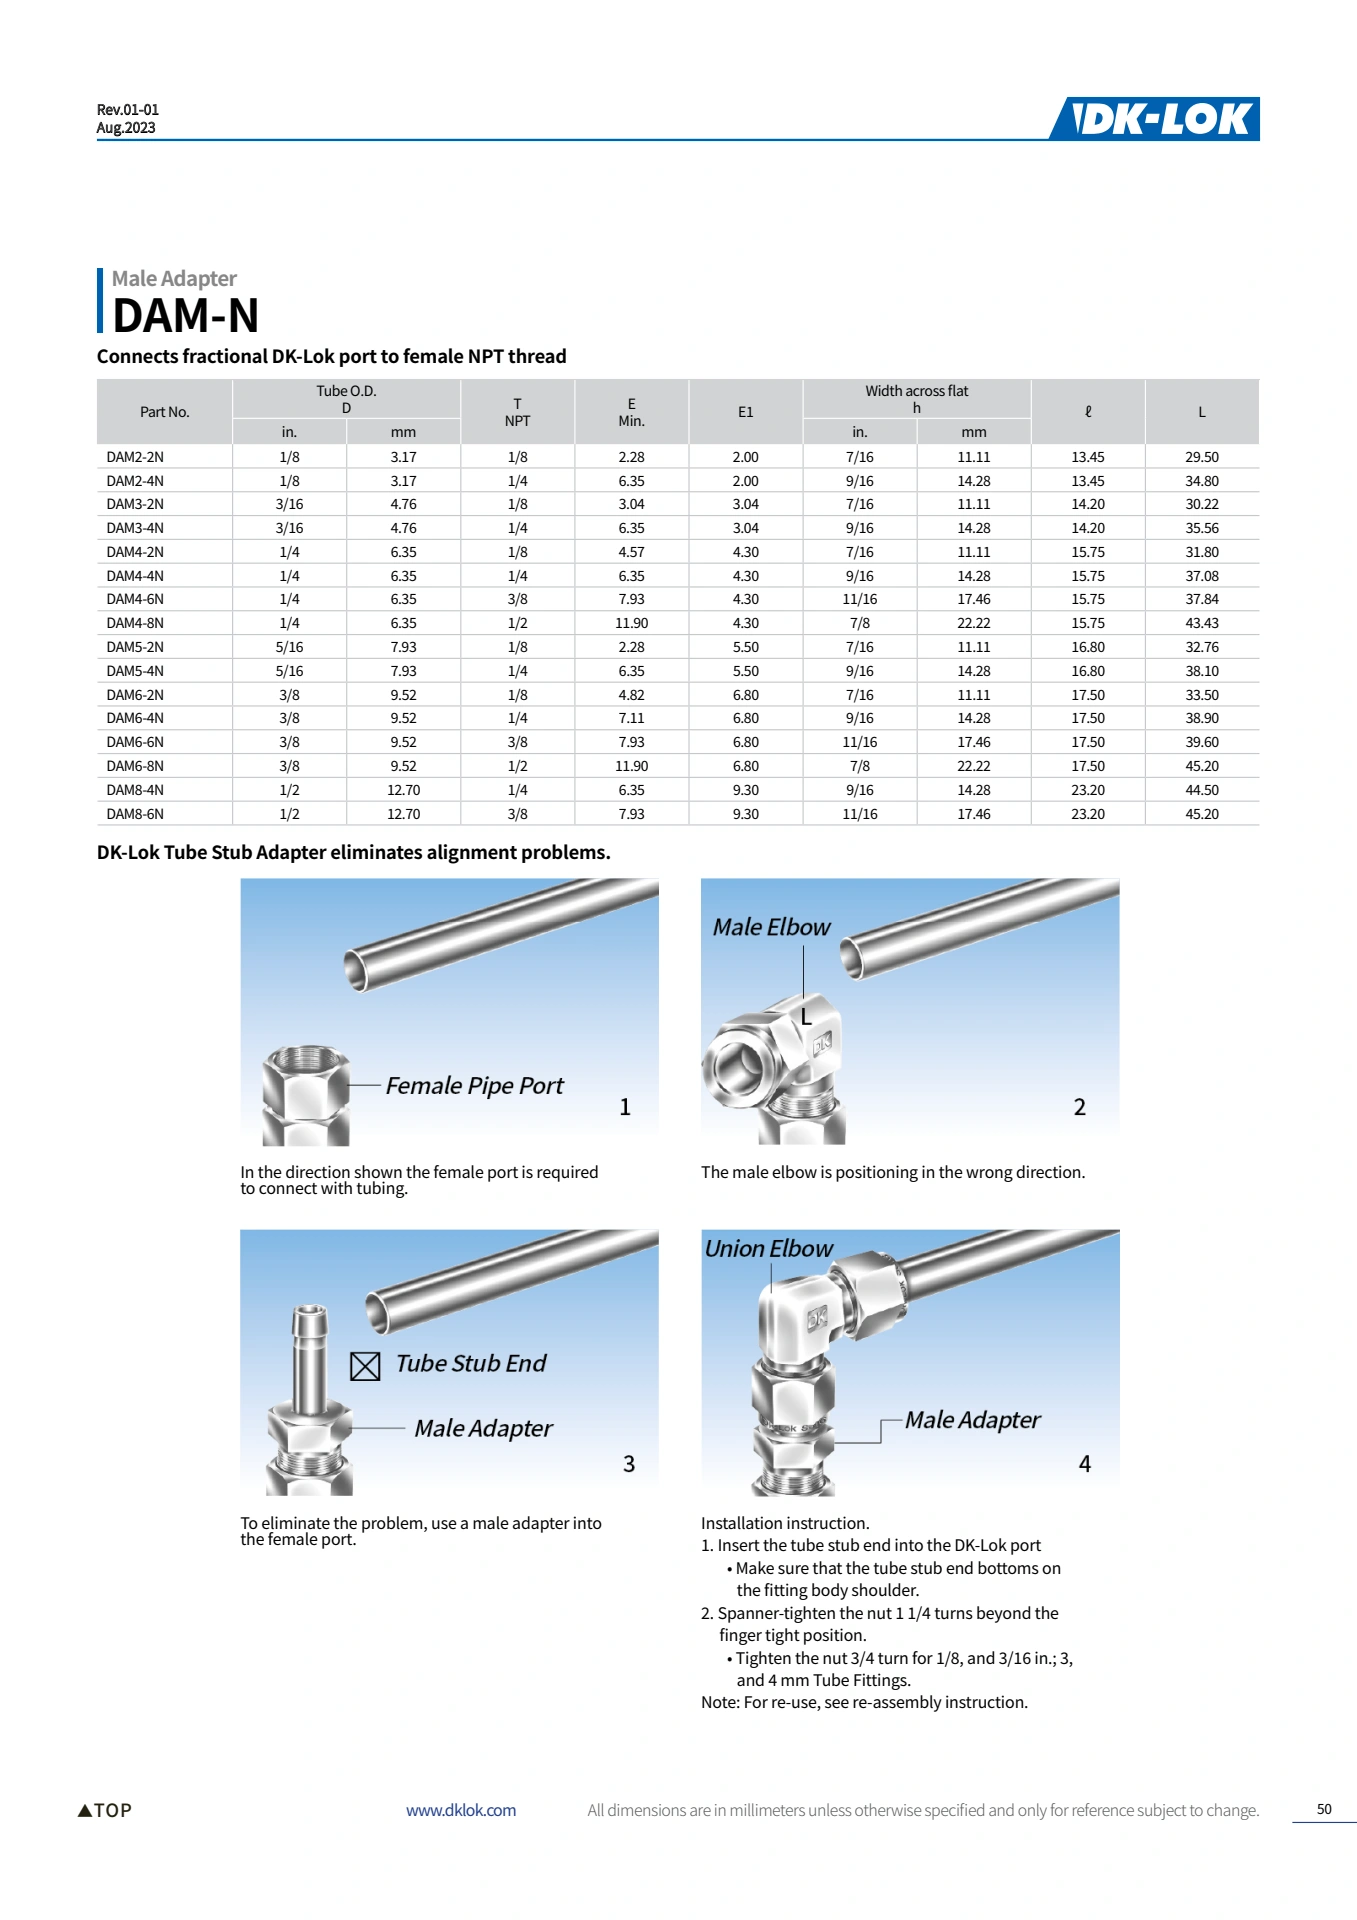 Rev.01-01
Aug.2023
DK-LOK
Male Adapter
DAM-N
Connects fractional DK-Lok port to female NPT thread
Part No. Tube O.D. D T NPT E Min. E1 Width across flat h ℓ L
in. mm in. mm
DAM2-2N 1/8 3.17 1/8 2.28 2.00 7/16 11.11 13.45 29.50
DAM2-4N 1/8 3.17 1/4 6.35 2.00 9/16 14.28 13.45 34.80
DAM3-2N 3/16 4.76 1/8 3.04 3.04 7/16 11.11 14.20 30.22
DAM3-4N 3/16 4.76 1/4 6.35 3.04 9/16 14.28 14.20 35.56
DAM4-2N 1/4 6.35 1/8 4.57 4.30 7/16 11.11 15.75 31.80
DAM4-4N 1/4 6.35 1/4 6.35 4.30 9/16 14.28 15.75 37.08
DAM4-6N 1/4 6.35 3/8 7.93 4.30 11/16 17.46 15.75 37.84
DAM4-8N 1/4 6.35 1/2 11.90 4.30 7/8 22.22 15.75 43.43
DAM5-2N 5/16 7.93 1/8 2.28 5.50 7/16 11.11 16.80 32.76
DAM5-4N 5/16 7.93 1/4 6.35 5.50 9/16 14.28 16.80 38.10
DAM6-2N 3/8 9.52 1/8 4.82 6.80 7/16 11.11 17.50 33.50
DAM6-4N 3/8 9.52 1/4 7.11 6.80 9/16 14.28 17.50 38.90
DAM6-6N 3/8 9.52 3/8 7.93 6.80 11/16 17.46 17.50 39.60
DAM6-8N 3/8 9.52 1/2 11.90 6.80 7/8 22.22 17.50 45.20
DAM8-4N 1/2 12.70 1/4 6.35 9.30 9/16 14.28 23.20 44.50
DAM8-6N 1/2 12.70 3/8 7.93 9.30 11/16 17.46 23.20 45.20
DK-Lok Tube Stub Adapter eliminates alignment problems.
Female Pipe Port
1
In the direction shown the female port is required
to connect with tubing.
Male Elbow
L
DK
2
The male elbow is positioning in the wrong direction.
Tube Stub End
Male Adapter
3
To eliminate the problem, use a male adapter into
the female port.
Union Elbow
DK
Male Adapter
4
Installation instruction.
1. Insert the tube stub end into the DK-Lok port
• Make sure that the tube stub end bottoms on
the fitting body shoulder.
2. Spanner-tighten the nut 1 1/4 turns beyond the
finger tight position.
• Tighten the nut 3/4 turn for 1/8, and 3/16 in.; 3,
and 4 mm Tube Fittings.
Note: For re-use, see re-assembly instruction.
▲TOP
www.dklok.com
All dimensions are in millimeters unless otherwise specified and only for reference subject to change.
50